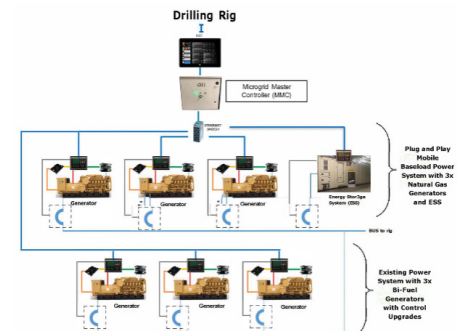 Drilling Rig
Microgrid Master
Controller (MMC)
ETHERNET
SWITCH
Plug and Play
Mobile
Baseload Power
System with 3x
Natural Gas
Generators
and ESS
Generator
Generator
Generator
Energy Storage
System (ESS)
BUS to rig
Existing Power
System with 3x
Bi-Fuel
Generators
with Control
Upgrades
Generator
Generator
Generator